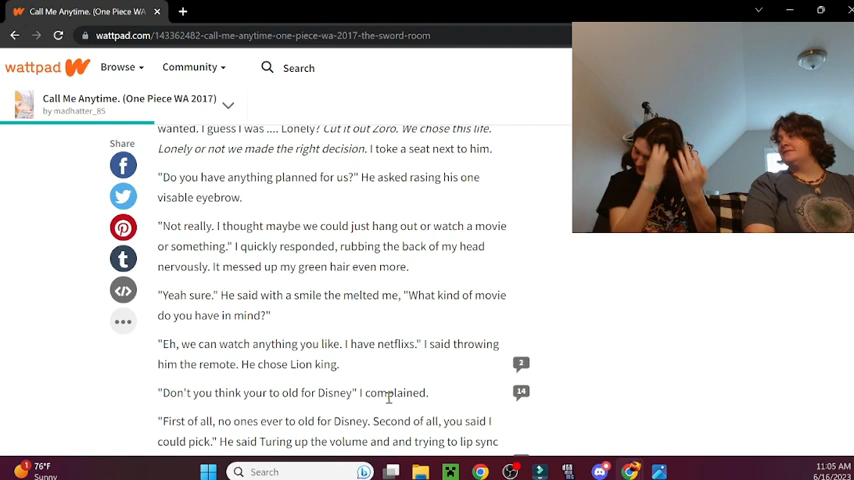 Call Me Anytime. (One Piece WA
wattpad.com/143362482-call-me-anytime-one-piece-wa-2017-the-sword-room
wattpad Browse Community Search
Call Me Anytime. (One Piece WA 2017)
by madhatter_85
Share
wanted. I guess I was .... Lonely? Cut it out Zoro. We chose this life.
Lonely or not we made the right decision. I toke a seat next to him.
"Do you have anything planned for us?" He asked rasing his one
visable eyebrow.
"Not really. I thought maybe we could just hang out or watch a movie
or something." I quickly responded, rubbing the back of my head
nervously. It messed up my green hair even more.
"Yeah sure." He said with a smile the melted me, "What kind of movie
do you have in mind?"
"Eh, we can watch anything you like. I have netflixs." I said throwing
him the remote. He chose Lion king.
2
"Don't you think your to old for Disney" I complained.
14
"First of all, no ones ever to old for Disney. Second of all, you said I
could pick." He said Turing up the volume and and trying to lip sync
76°F
Sunny
Search
11:05 AM
6/16/2023